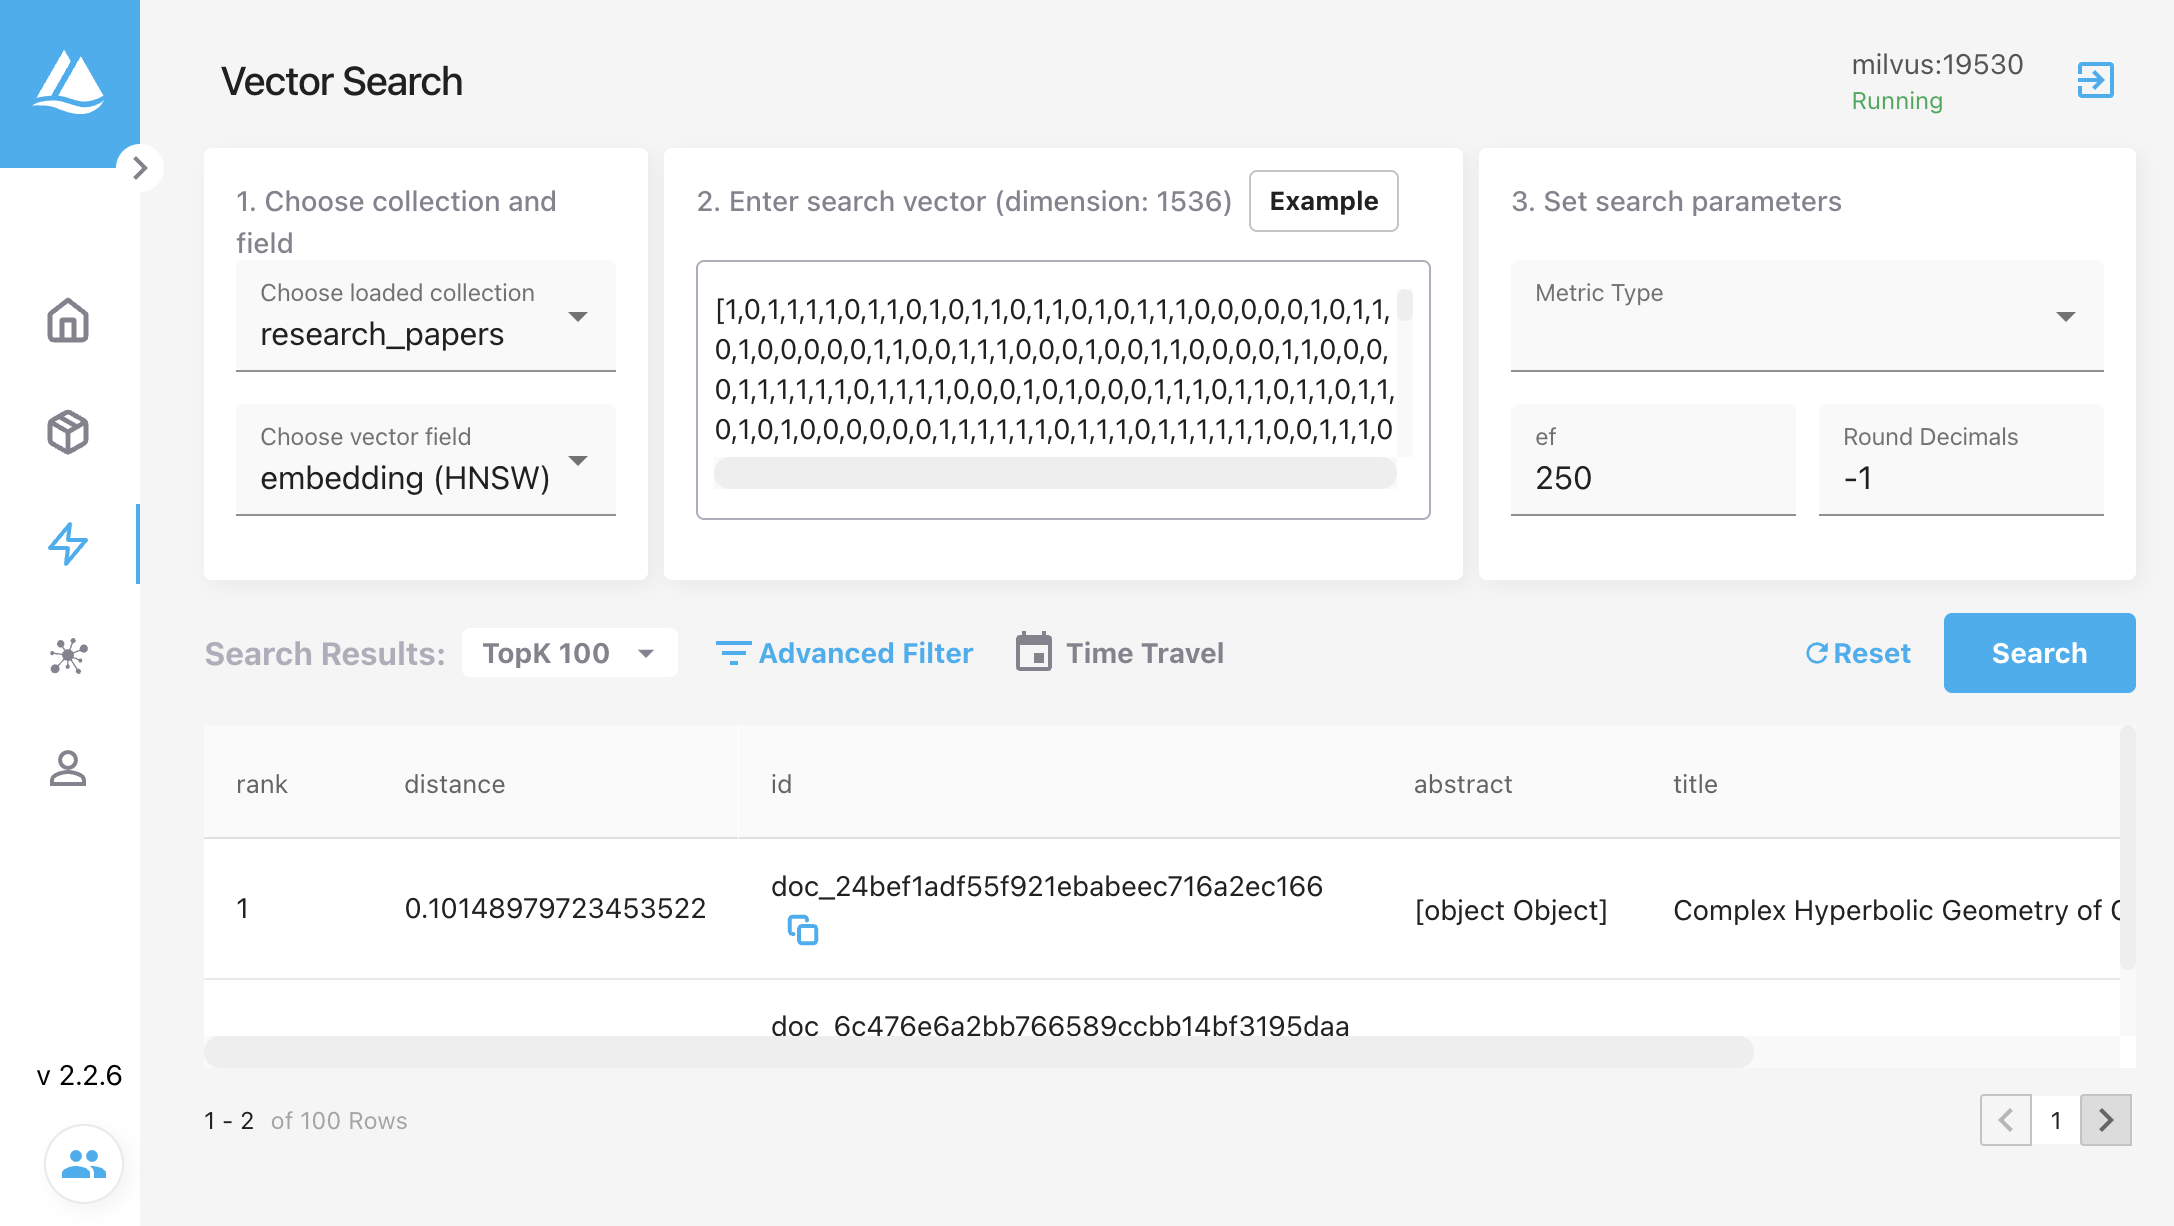 Vector Search
milvus:19530
Running
1. Choose collection and
field
Choose loaded collection
research_papers
Choose vector field
embedding (HNSW)
2. Enter search vector (dimension: 1536)
Example
[1,0,1,1,1,1,0,1,1,0,1,0,1,1,0,1,1,0,1,0,1,1,1,0,0,0,0,0,1,0,1,1,
0,1,0,0,0,0,0,1,1,0,0,1,1,1,0,0,0,1,0,0,1,1,0,0,0,0,1,1,0,0,0,
0,1,1,1,1,1,1,0,1,1,1,1,0,0,0,1,0,1,0,0,0,1,1,1,0,1,1,0,1,1,0,1,1,
0,1,0,1,0,0,0,0,0,0,1,1,1,1,1,1,0,1,1,1,0,1,1,1,1,1,1,0,0,1,1,1,0
3. Set search parameters
Metric Type
ef
250
Round Decimals
-1
Search Results:
TopK 100
Advanced Filter
Time Travel
Reset
Search
rank distance id abstract title
1 0.10148979723453522 doc_24bef1adf55f921ebabeec716a2ec166 [object Object] Complex Hyperbolic Geometry of
doc_6c476e6a2bb766589ccbb14bf3195daa
v 2.2.6
1 - 2 of 100 Rows
1